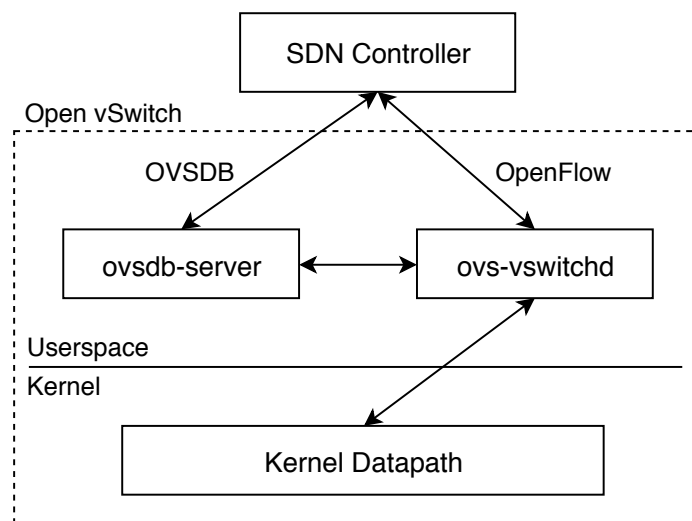 SDN Controller
Open vSwitch
OVSDB
OpenFlow
ovsdb-server
ovs-vswitchd
Userspace
Kernel
Kernel Datapath